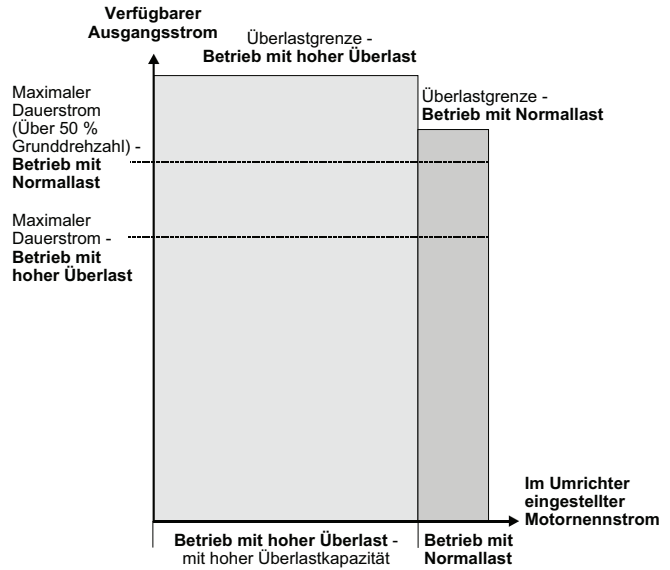 Verfügbarer
Ausgangsstrom
Überlastgrenze -
Betrieb mit hoher Überlast
Überlastgrenze -
Betrieb mit Normallast
Maximaler
Dauerstrom
(Über 50 %
Grunddrehzahl) -
Betrieb mit
Normallast
Maximaler
Dauerstrom -
Betrieb mit
hoher Überlast
Im Umrichter
eingestellter
Motornennstrom
Betrieb mit hoher Überlast -
mit hoher Überlastkapazität
Betrieb mit
Normallast